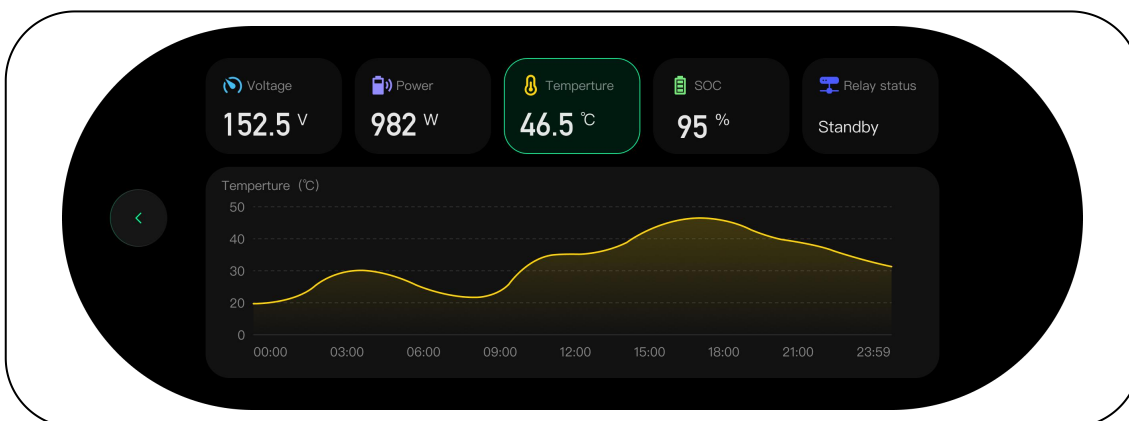 Voltage
152.5 V
Power
982 W
Temperture
46.5 ℃
SOC
95 %
Relay status
Standby
Temperture (℃)
50
40
30
20
0
00:00 03:00 06:00 09:00 12:00 15:00 18:00 21:00 23:59